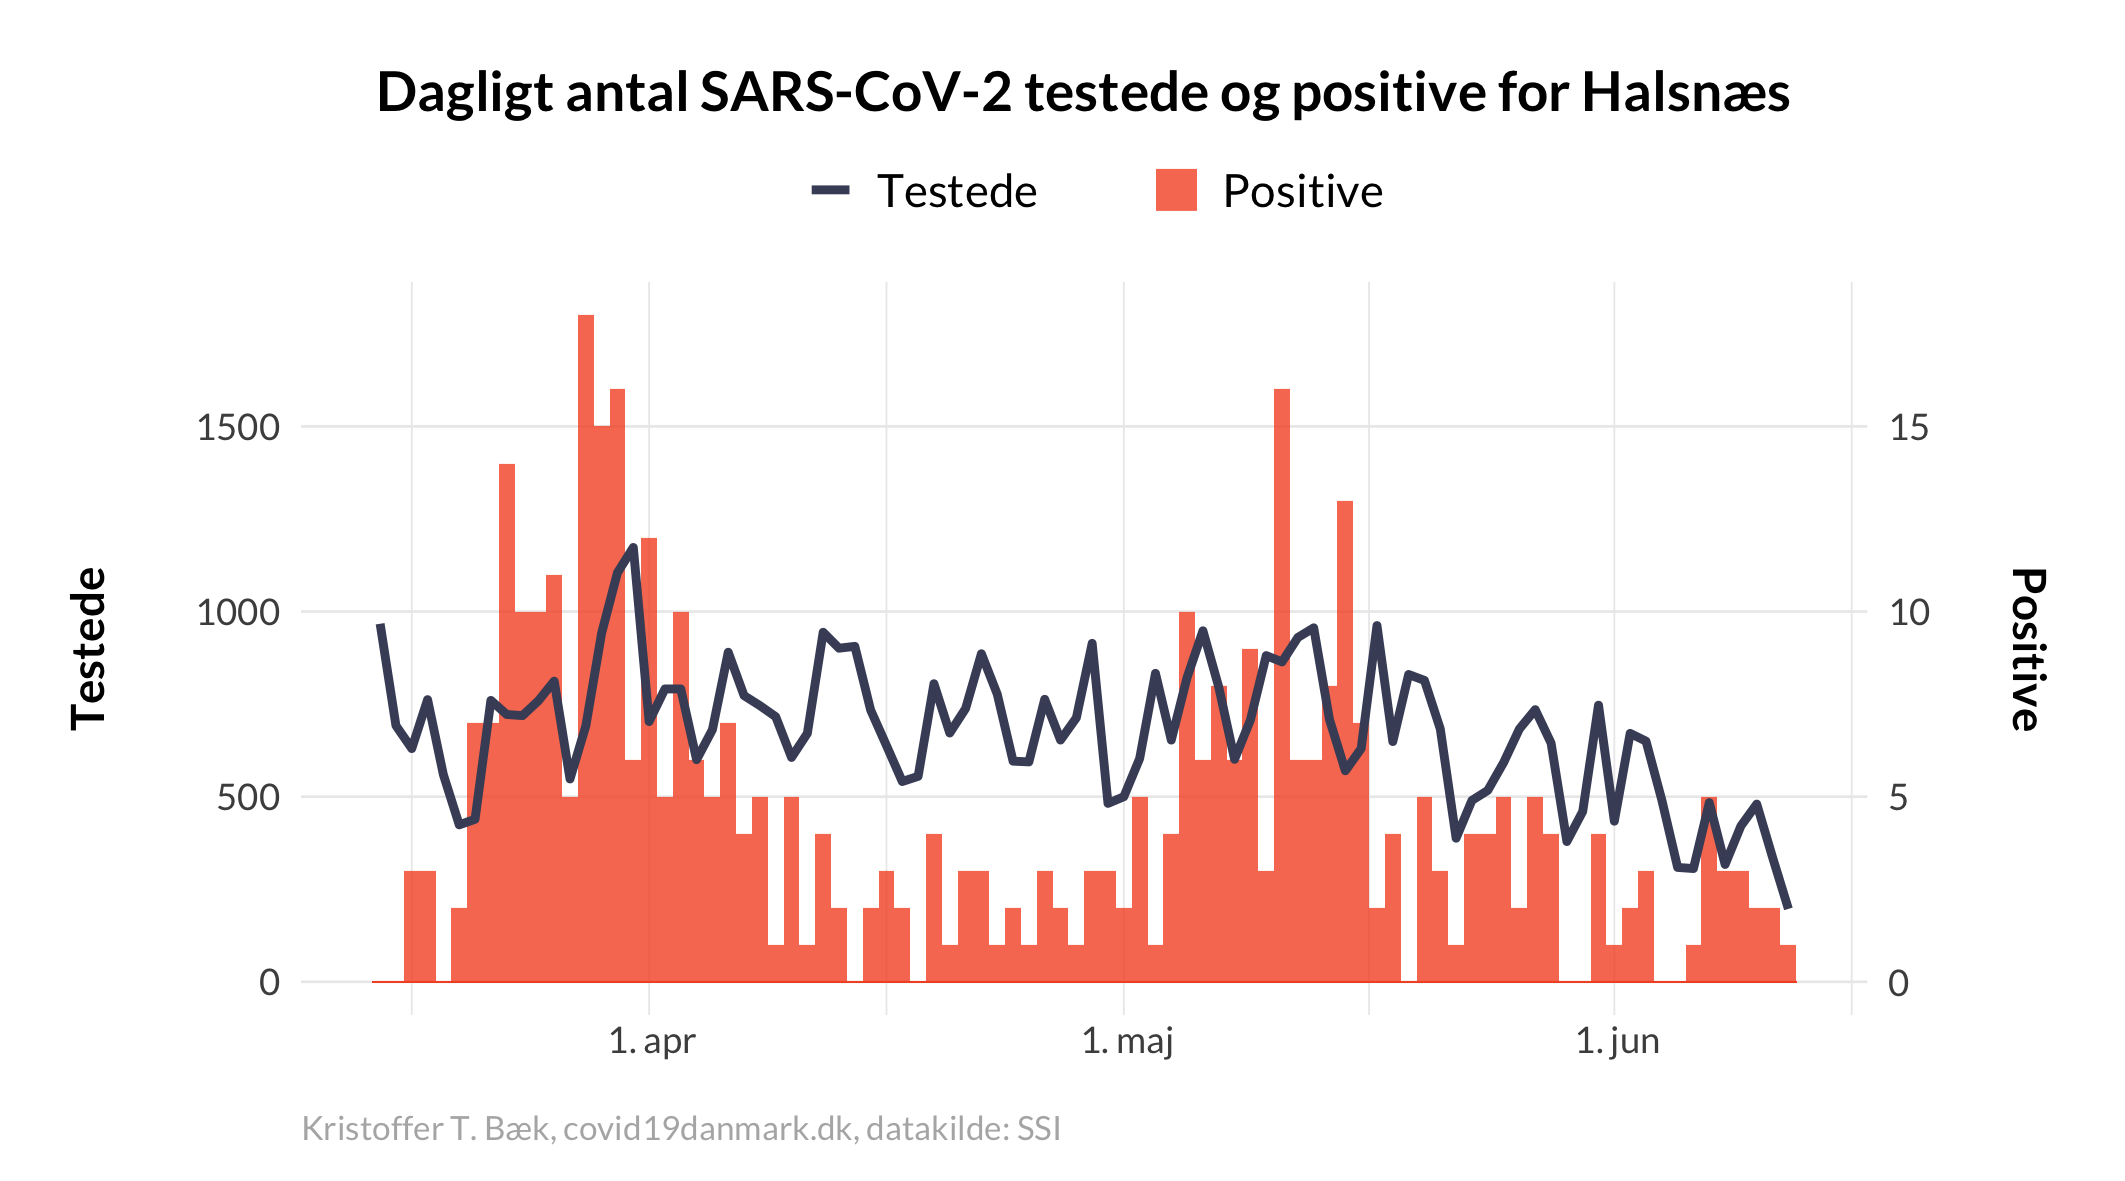 Dagligt antal SARS-CoV-2 testede og positive for Halsnæs
Testede
Positive
1500
1000
500
0
15
10
5
0
Testede
Positive
1. apr
1. maj
1. jun
Kristoffer T. Bæk, covid19danmark.dk, datakilde: SSI